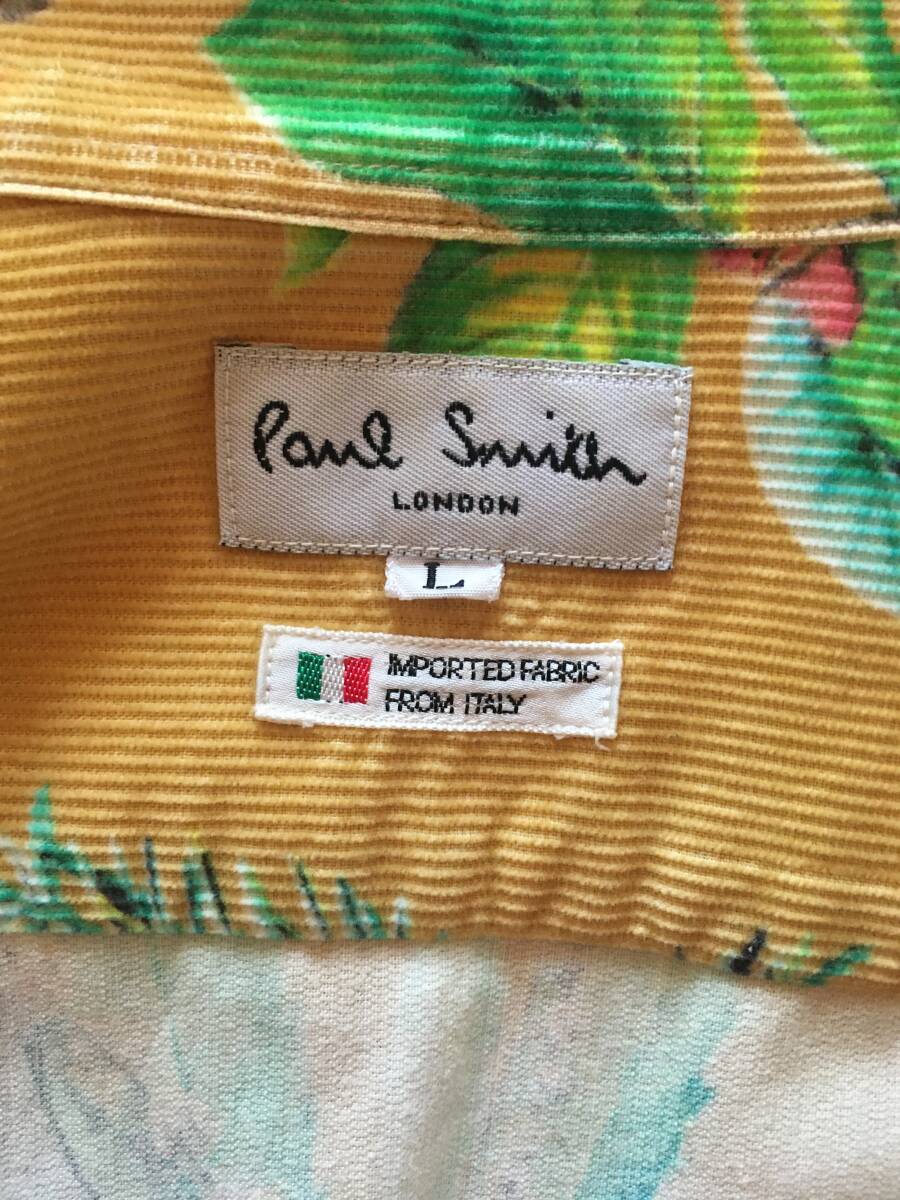 Paul Smith
LONDON
L
IMPORTED FABRIC
FROM ITALY